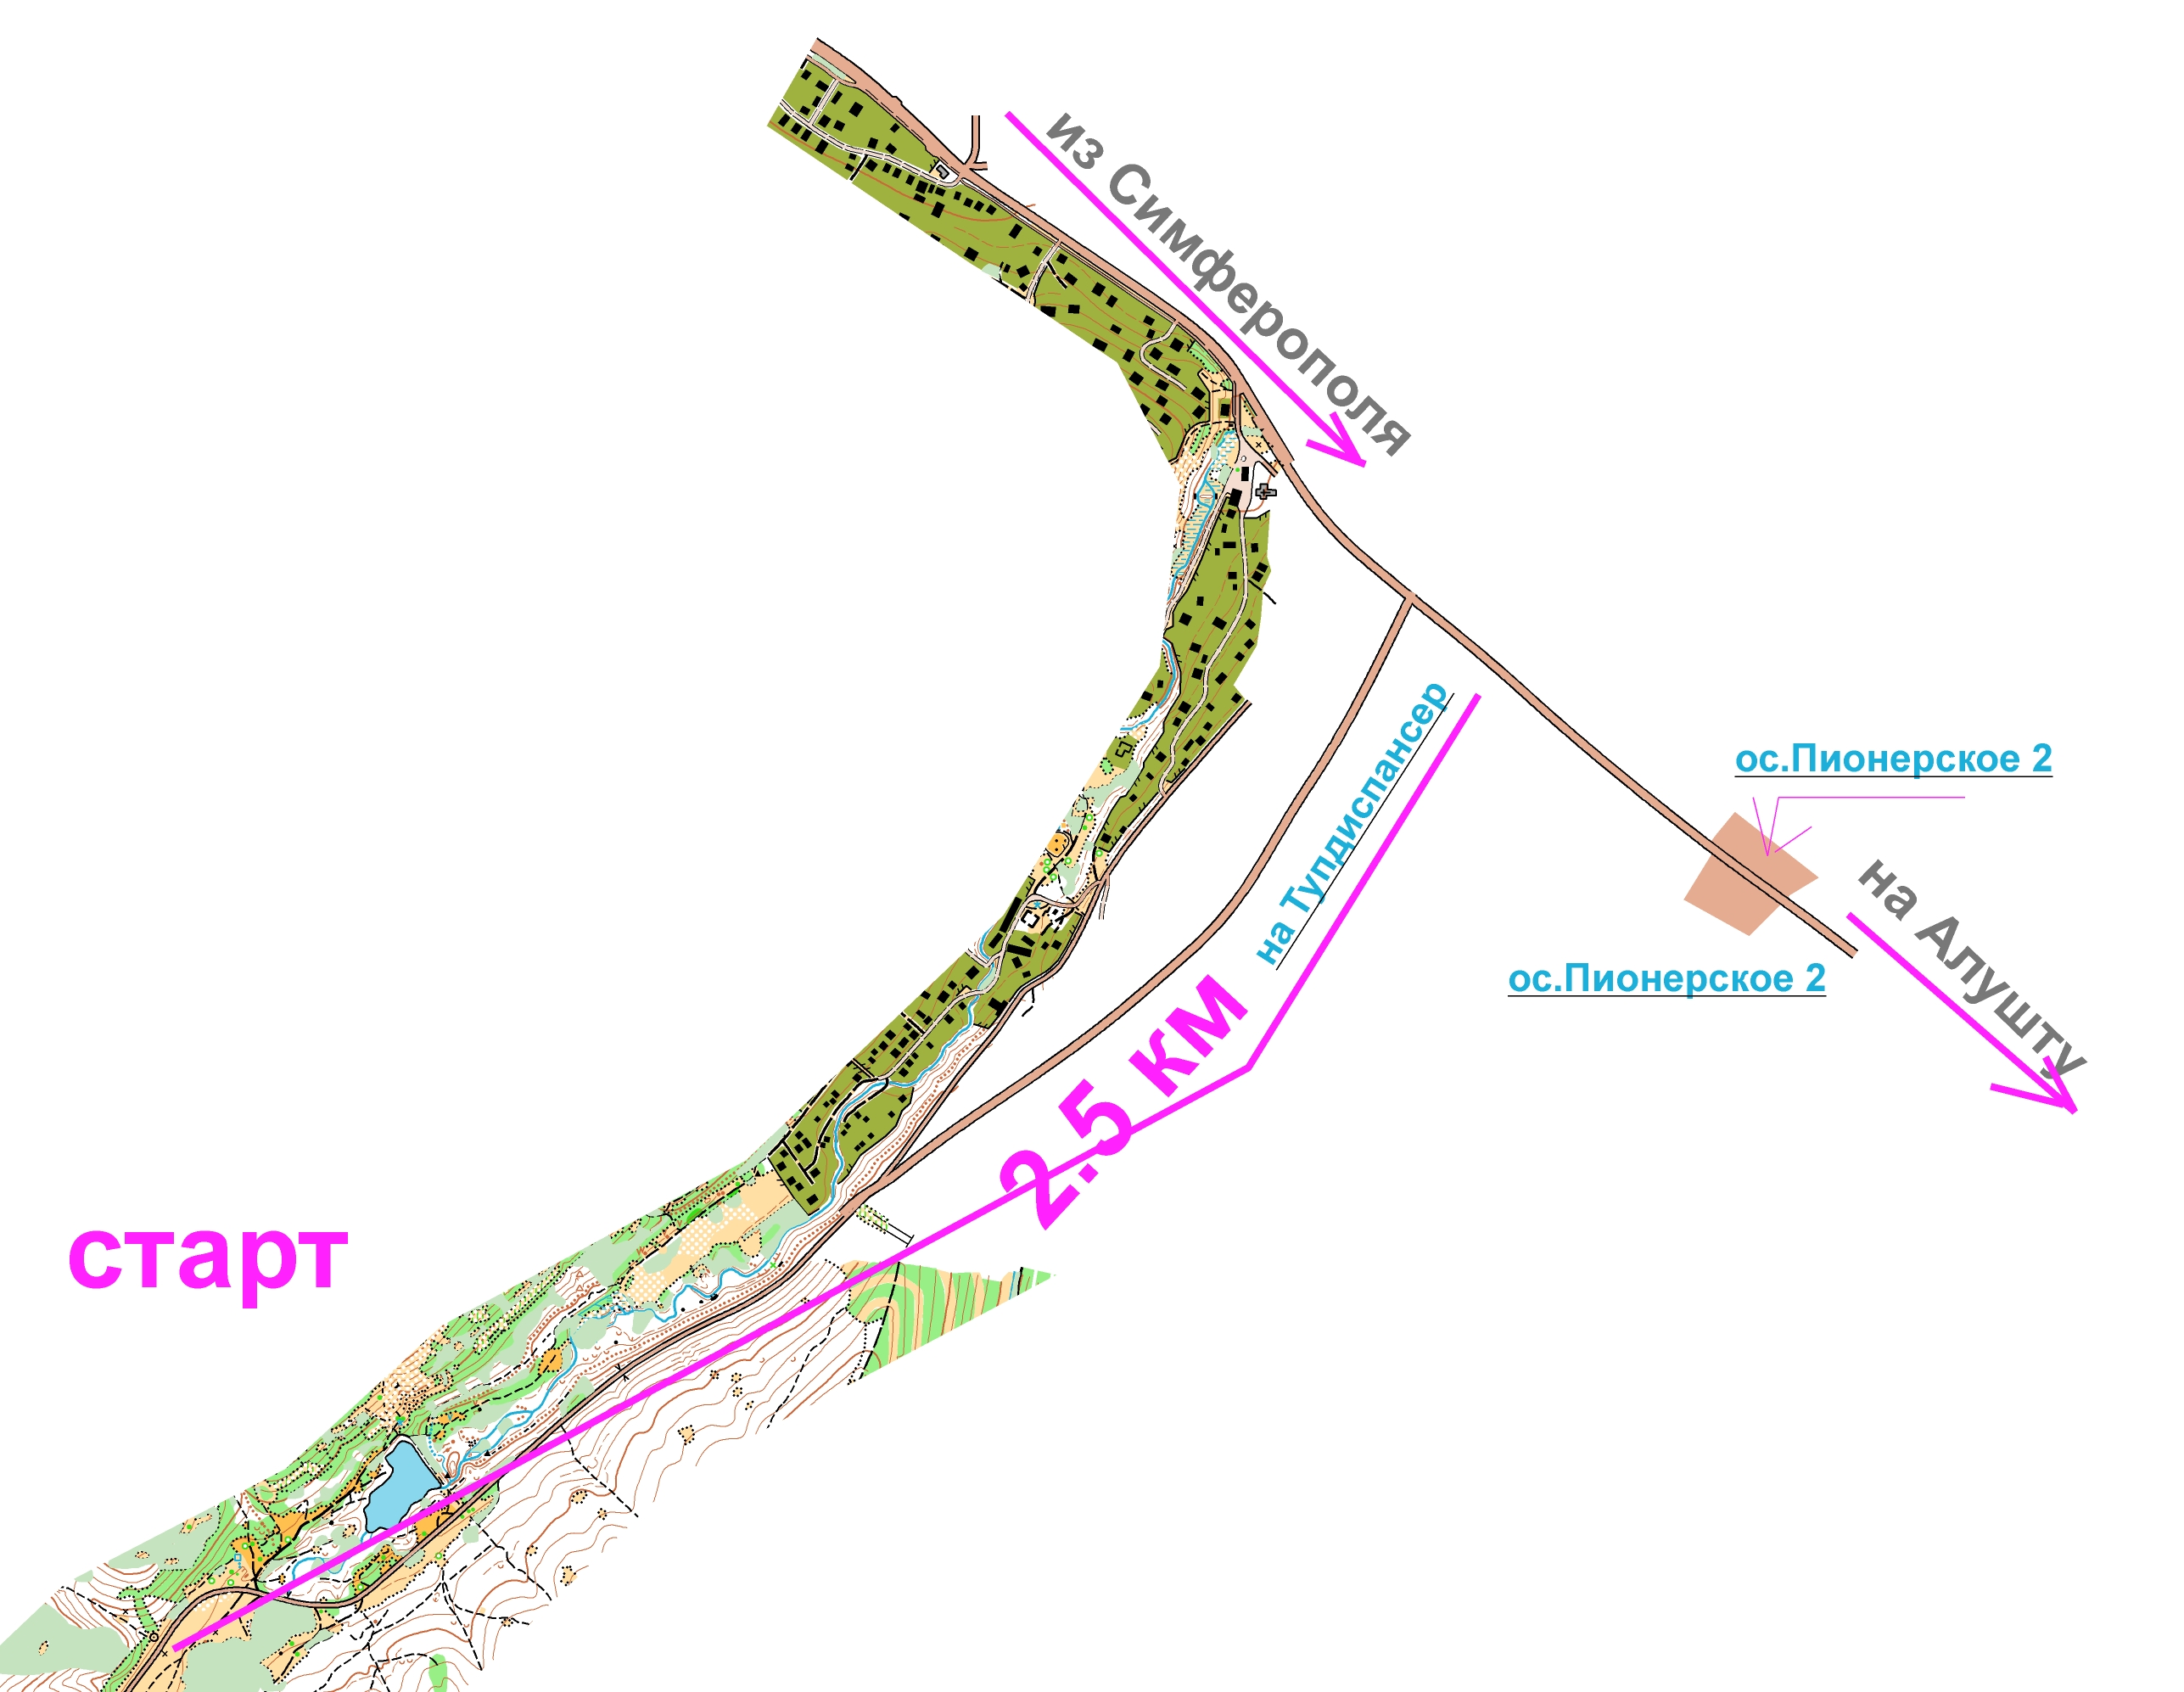 из Симферополя
на Тупдиспансер
ос.Пионерское 2
на Алушту
ос.Пионерское 2
2.5 км
старт